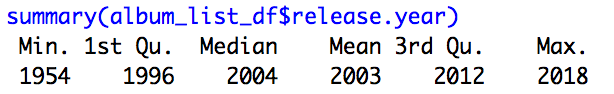 summary(album_list_df$release.year)
Min. 1st Qu. Median Mean 3rd Qu. Max.
1954 1996 2004 2003 2012 2018